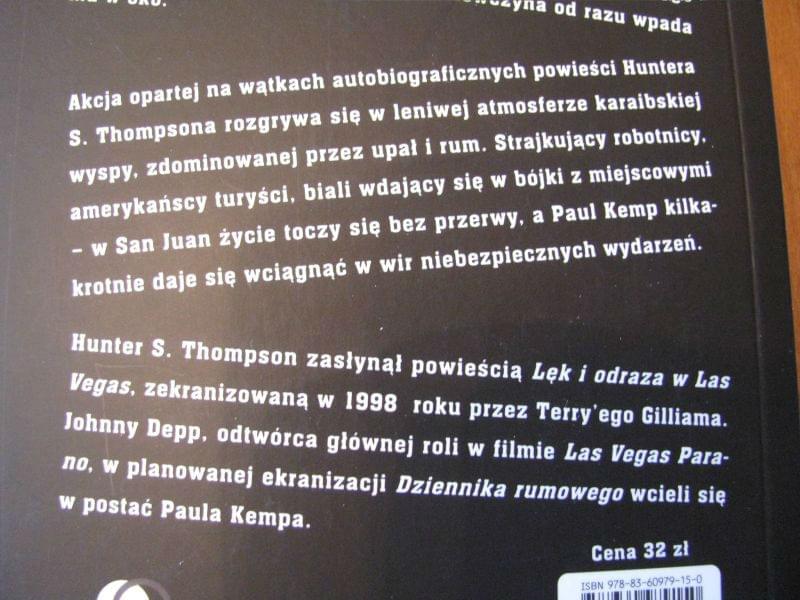 od razu wpada
Akcja opartej na wątkach autobiograficznych powieści Huntera
S. Thompsona rozgrywa się w leniwej atmosferze karaibskiej
wyspy, zdominowanej przez upał i rum. Strajkujący robotnicy,
amerykańscy turyści, biali wdający się w bójki z miejscowymi
– w San Juan życie toczy się bez przerwy, a Paul Kemp kilka-
krotnie daje się wciągnąć w wir niebezpiecznych wydarzeń.
Hunter S. Thompson zasłynął powieścią Lęk i odraza w Las
Vegas, zekranizowaną w 1998 roku przez Terry'ego Gilliama.
Johnny Depp, odtwórca głównej roli w filmie Las Vegas Para-
no, w planowanej ekranizacji Dziennika rumowego wcieli się
w postać Paula Kempa.
Cena 32 zł
ISBN 978-83-60979-15-0